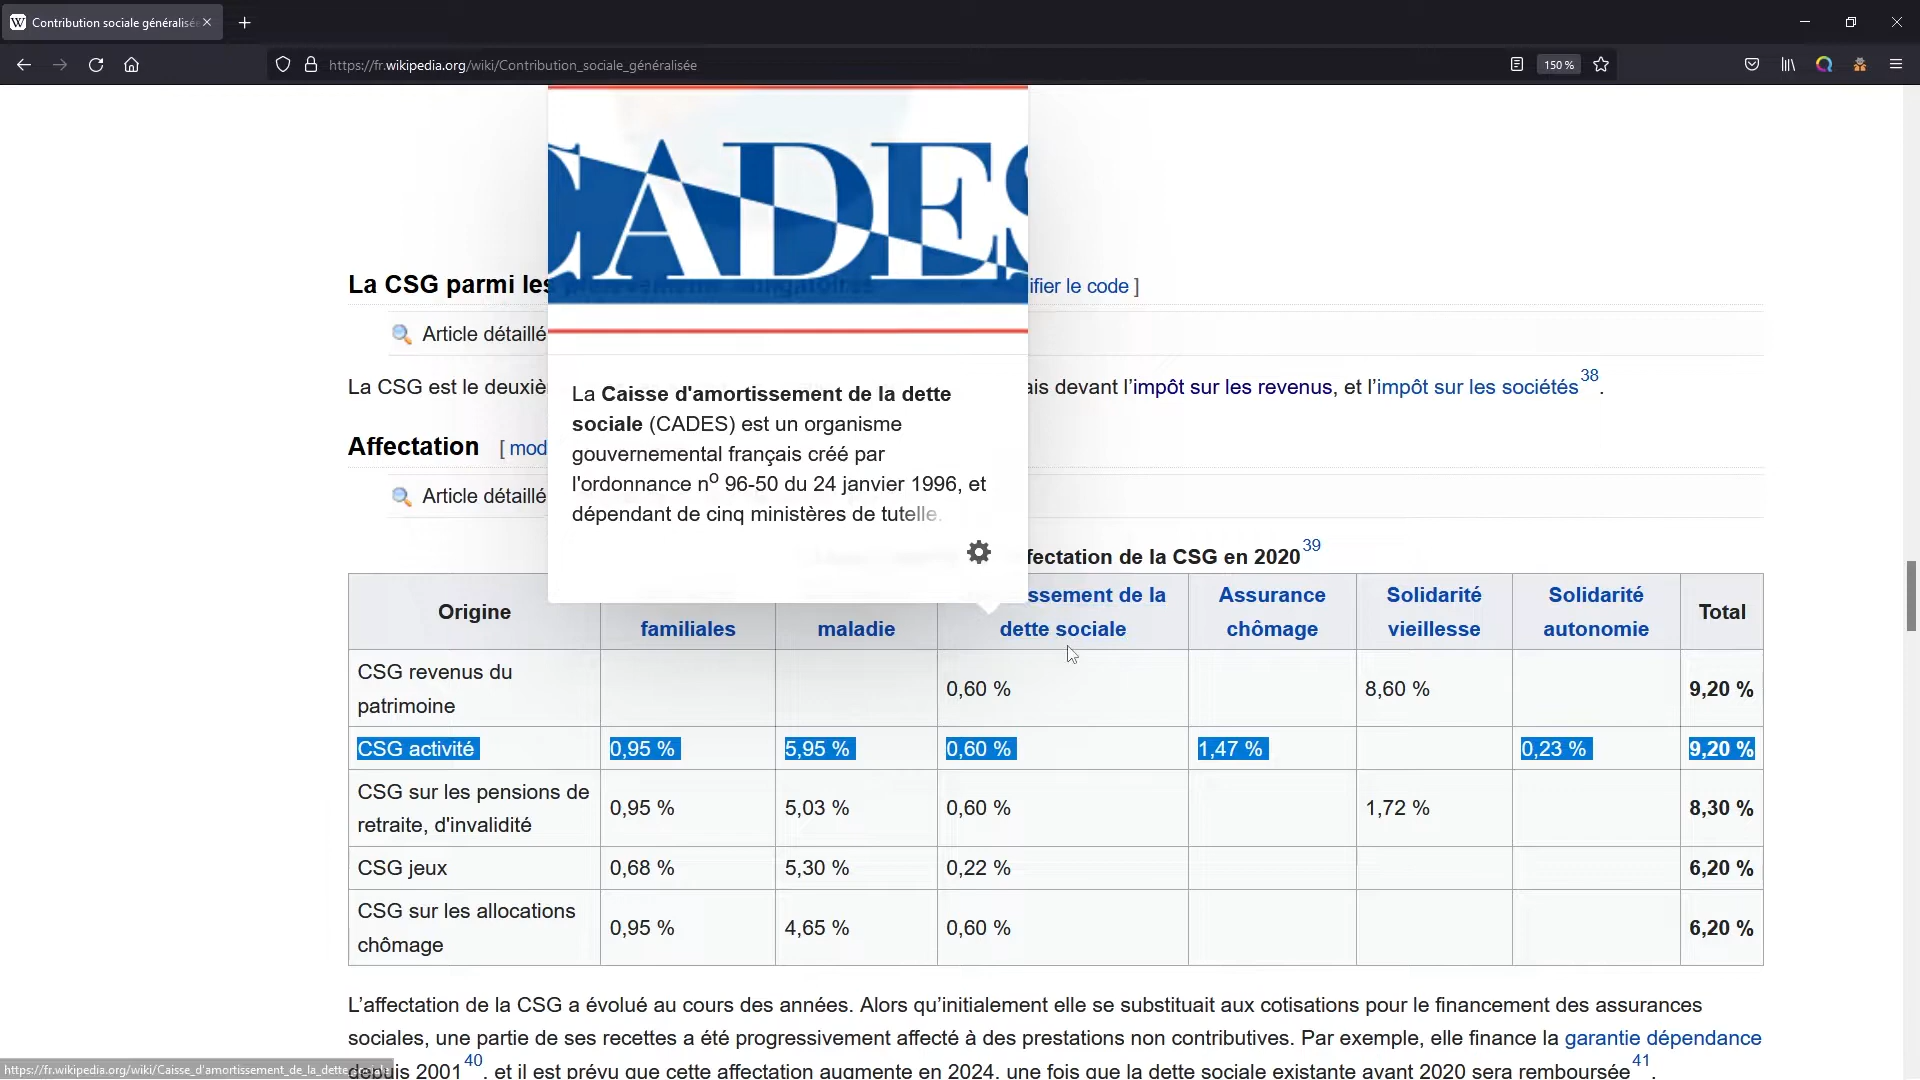 Contribution sociale généralisé
https://fr.wikipedia.org/wiki/Contribution_sociale_généralisée
150 %
CADES
La CSG parmi les
ifier le code ]
Article détaillé
La Caisse d'amortissement de la dette
sociale (CADES) est un organisme
gouvernemental français créé par
l'ordonnance nº 96-50 du 24 janvier 1996, et
dépendant de cinq ministères de tutelle.
La CSG est le deuxiè
ais devant l’impôt sur les revenus, et l’impôt sur les sociétés 38.
Affectation [ mod
Article détaillé
ffectation de la CSG en 2020 39
Origine familiales maladie ssement de la dette sociale Assurance chômage Solidarité vieillesse Solidarité autonomie Total
CSG revenus du patrimoine 0,60 % 8,60 % 9,20 %
CSG activité 0,95 % 5,95 % 0,60 % 1,47 % 0,23 % 9,20 %
CSG sur les pensions de retraite, d'invalidité 0,95 % 5,03 % 0,60 % 1,72 % 8,30 %
CSG jeux 0,68 % 5,30 % 0,22 % 6,20 %
CSG sur les allocations chômage 0,95 % 4,65 % 0,60 % 6,20 %
L’affectation de la CSG a évolué au cours des années. Alors qu’initialement elle se substituait aux cotisations pour le financement des assurances
sociales, une partie de ses recettes a été progressivement affecté à des prestations non contributives. Par exemple, elle finance la garantie dépendance
depuis 2001 40, et il est prévu que cette affectation augmente en 2024, une fois que la dette sociale existante avant 2020 sera remboursée 41.
https://fr.wikipedia.org/wiki/Caisse_d'amortissement_de_la_dette_sociale